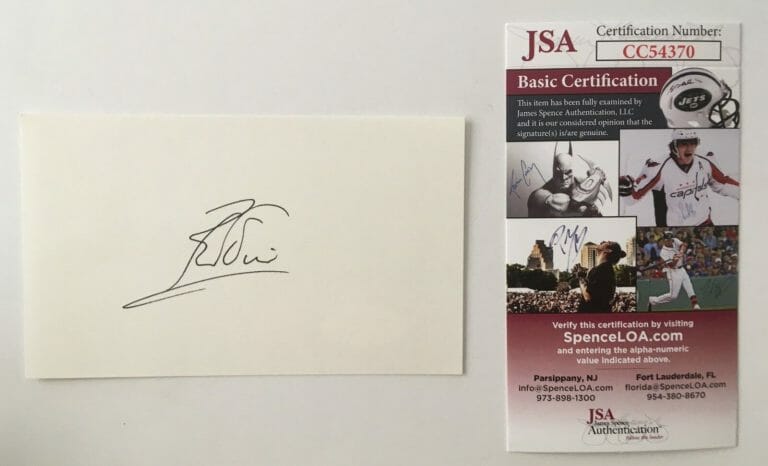 JSA
Certification Number:
CC54370
Basic Certification
This item has been fully examined by
James Spence Authentication, LLC
and it is our considered opinion that the
signature(s) is/are genuine.
JETS
capitals
Verify this certification by visiting
SpenceLOA.com
and entering the alpha-numeric
value indicated above.
Parsippany, NJ
Info@SpenceLOA.com
973-898-1300
Fort Lauderdale, FL
florida@SpenceLOA.com
954-380-8670
JSA
James Spence
Authentication